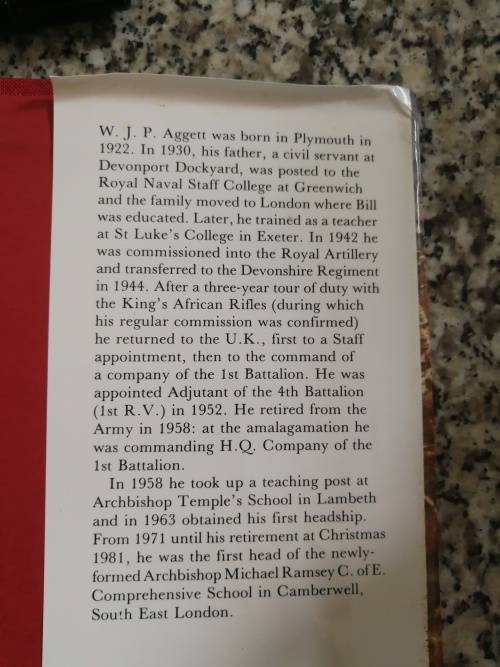 W. J. P. Aggett was born in Plymouth in
1922. In 1930, his father, a civil servant at
Devonport Dockyard, was posted to the
Royal Naval Staff College at Greenwich
and the family moved to London where Bill
was educated. Later, he trained as a teacher
at St Luke's College in Exeter. In 1942 he
was commissioned into the Royal Artillery
and transferred to the Devonshire Regiment
in 1944. After a three-year tour of duty with
the King's African Rifles (during which
his regular commission was confirmed)
he returned to the U.K., first to a Staff
appointment, then to the command of
a company of the 1st Battalion. He was
appointed Adjutant of the 4th Battalion
(1st R.V.) in 1952. He retired from the
Army in 1958: at the amalagamation he
was commanding H.Q. Company of the
1st Battalion.
In 1958 he took up a teaching post at
Archbishop Temple's School in Lambeth
and in 1963 obtained his first headship.
From 1971 until his retirement at Christmas
1981, he was the first head of the newly-
formed Archbishop Michael Ramsey C. of E.
Comprehensive School in Camberwell,
South East London.